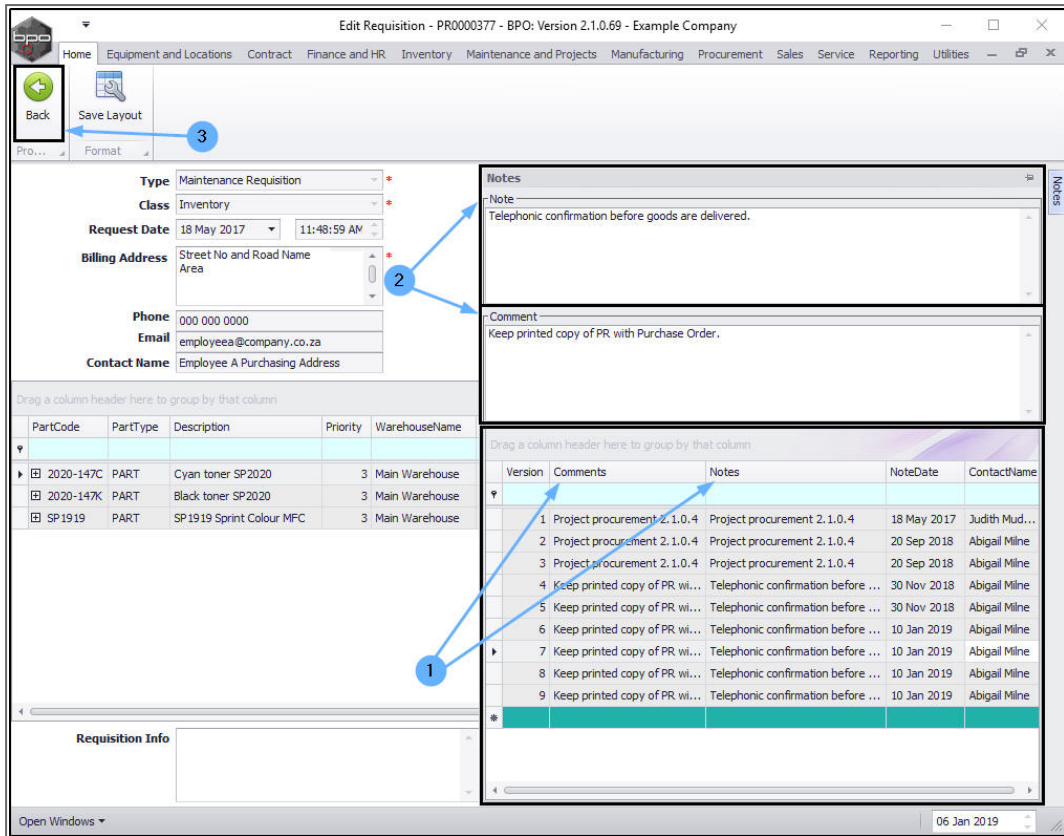 Edit Requisition - PR0000377 - BPO: Version 2.1.0.69 - Example Company
bpo
Home Equipment and Locations Contract Finance and HR Inventory Maintenance and Projects Manufacturing Procurement Sales Service Reporting Utilities
Back Save Layout
3
Pro... Format
Type Maintenance Requisition *
Class Inventory *
Request Date 18 May 2017 11:48:59 AM
Billing Address Street No and Road Name *
Area
Phone 000 000 0000
Email employeea@company.co.za
Contact Name Employee A Purchasing Address
Notes
Notes
Note
Telephonic confirmation before goods are delivered.
2
Comment
Keep printed copy of PR with Purchase Order.
Drag a column header here to group by that column
PartCode PartType Description Priority WarehouseName
2020-147C PART Cyan toner SP2020 3 Main Warehouse
2020-147K PART Black toner SP2020 3 Main Warehouse
SP1919 PART SP1919 Sprint Colour MFC 3 Main Warehouse
Drag a column header here to group by that column
Version Comments Notes NoteDate ContactName
1 Project procurement 2.1.0.4 Project procurement 2.1.0.4 18 May 2017 Judith Mud...
2 Project procurement 2.1.0.4 Project procurement 2.1.0.4 20 Sep 2018 Abigail Milne
3 Project procurement 2.1.0.4 Project procurement 2.1.0.4 20 Sep 2018 Abigail Milne
4 Keep printed copy of PR wi... Telephonic confirmation before ... 30 Nov 2018 Abigail Milne
5 Keep printed copy of PR wi... Telephonic confirmation before ... 30 Nov 2018 Abigail Milne
6 Keep printed copy of PR wi... Telephonic confirmation before ... 10 Jan 2019 Abigail Milne
7 Keep printed copy of PR wi... Telephonic confirmation before ... 10 Jan 2019 Abigail Milne
8 Keep printed copy of PR wi... Telephonic confirmation before ... 10 Jan 2019 Abigail Milne
9 Keep printed copy of PR wi... Telephonic confirmation before ... 10 Jan 2019 Abigail Milne
1
Requisition Info
Open Windows
06 Jan 2019